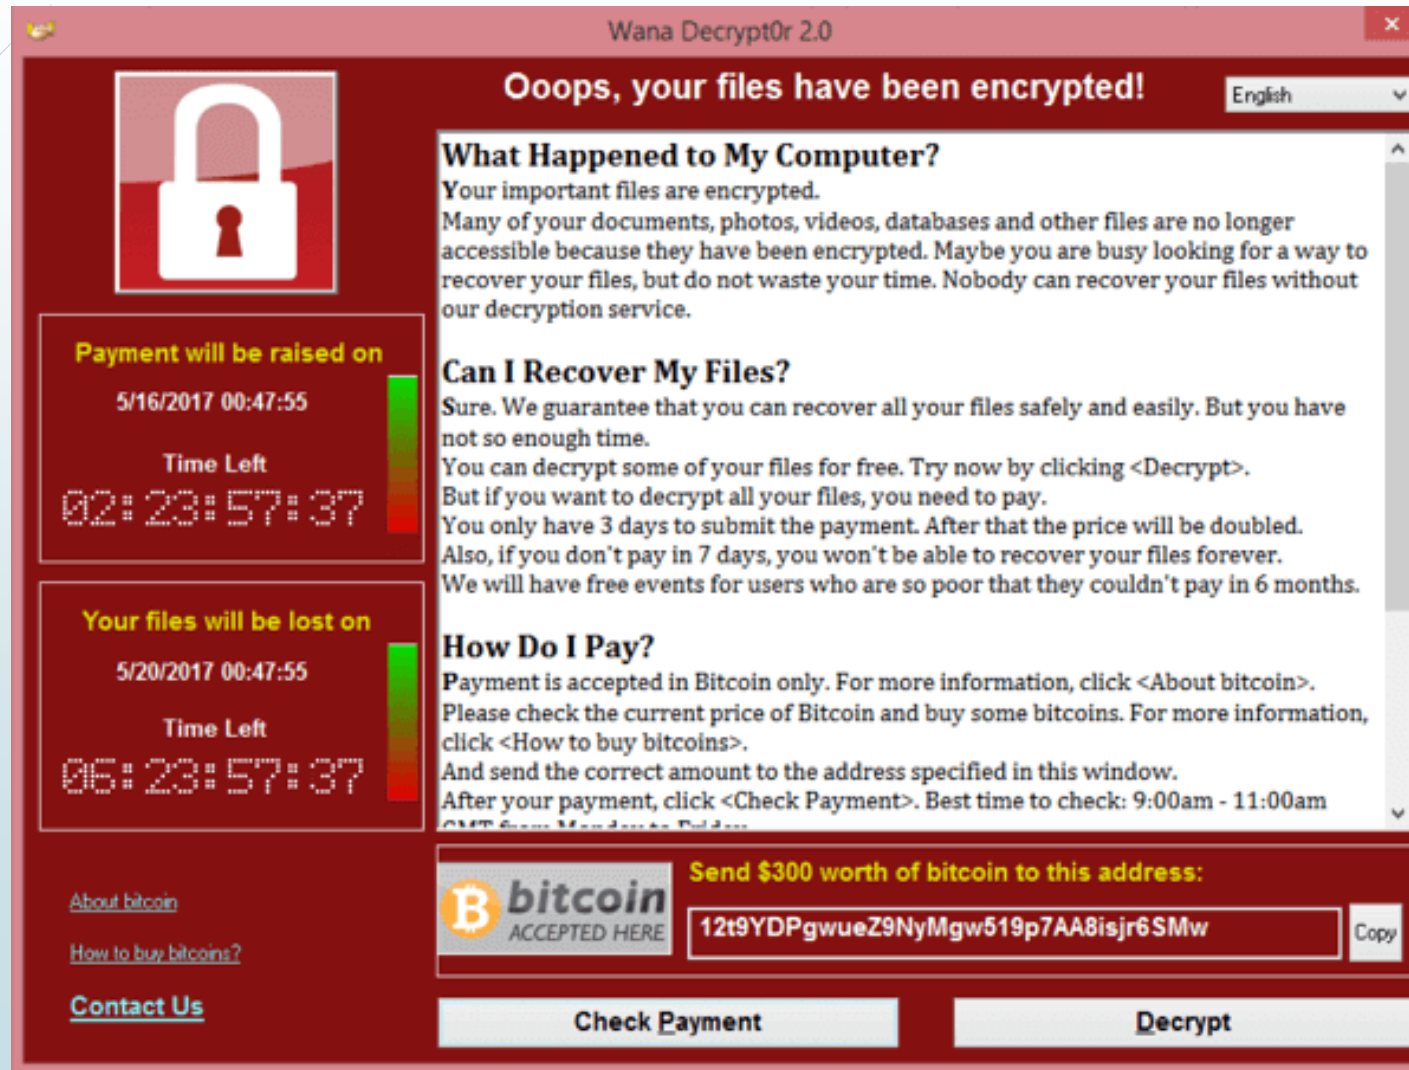 Wana Decrypt0r 2.0
Ooops, your files have been encrypted!
English
What Happened to My Computer?
Your important files are encrypted.
Many of your documents, photos, videos, databases and other files are no longer
accessible because they have been encrypted. Maybe you are busy looking for a way to
recover your files, but do not waste your time. Nobody can recover your files without
our decryption service.
Can I Recover My Files?
Sure. We guarantee that you can recover all your files safely and easily. But you have
not so enough time.
You can decrypt some of your files for free. Try now by clicking <Decrypt>.
But if you want to decrypt all your files, you need to pay.
You only have 3 days to submit the payment. After that the price will be doubled.
Also, if you don't pay in 7 days, you won't be able to recover your files forever.
We will have free events for users who are so poor that they couldn't pay in 6 months.
How Do I Pay?
Payment is accepted in Bitcoin only. For more information, click <About bitcoin>.
Please check the current price of Bitcoin and buy some bitcoins. For more information,
click <How to buy bitcoins>.
And send the correct amount to the address specified in this window.
After your payment, click <Check Payment>. Best time to check: 9:00am - 11:00am
GMT from Monday to Friday
Payment will be raised on
5/16/2017 00:47:55
Time Left
02:23:57:37
Your files will be lost on
5/20/2017 00:47:55
Time Left
06:23:57:37
About bitcoin
How to buy bitcoins?
Contact Us
bitcoin
ACCEPTED HERE
Send $300 worth of bitcoin to this address:
12t9YDPgwueZ9NyMgw519p7AA8isjr6SMw
Copy
Check Payment
Decrypt